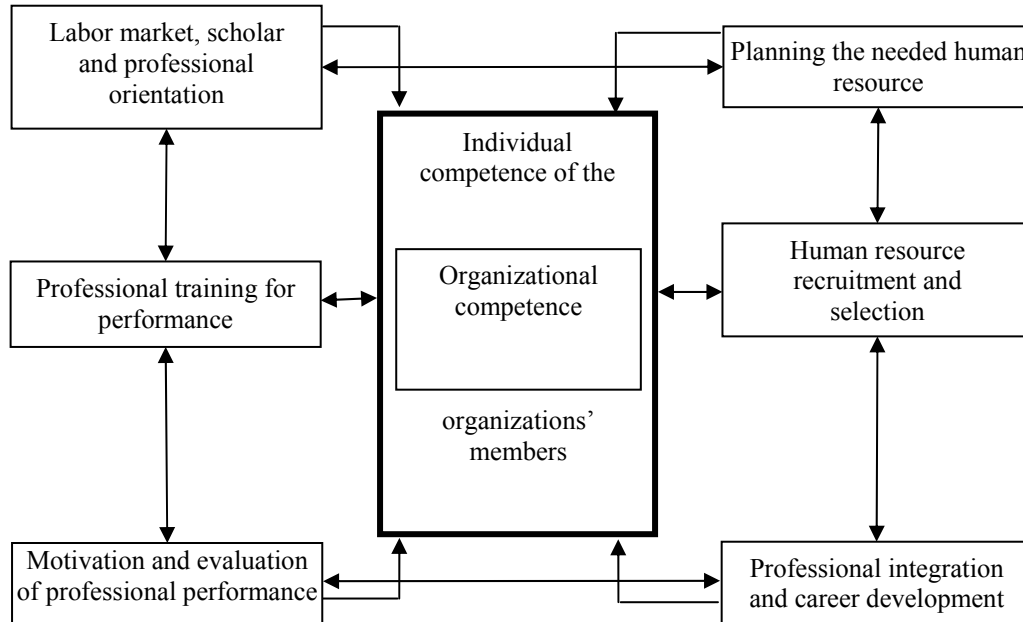 Labor market, scholar
and professional
orientation
Planning the needed human
resource
Individual
competence of the
Organizational
competence
organizations’
members
Professional training for
performance
Human resource
recruitment and
selection
Motivation and evaluation
of professional performance
Professional integration
and career development